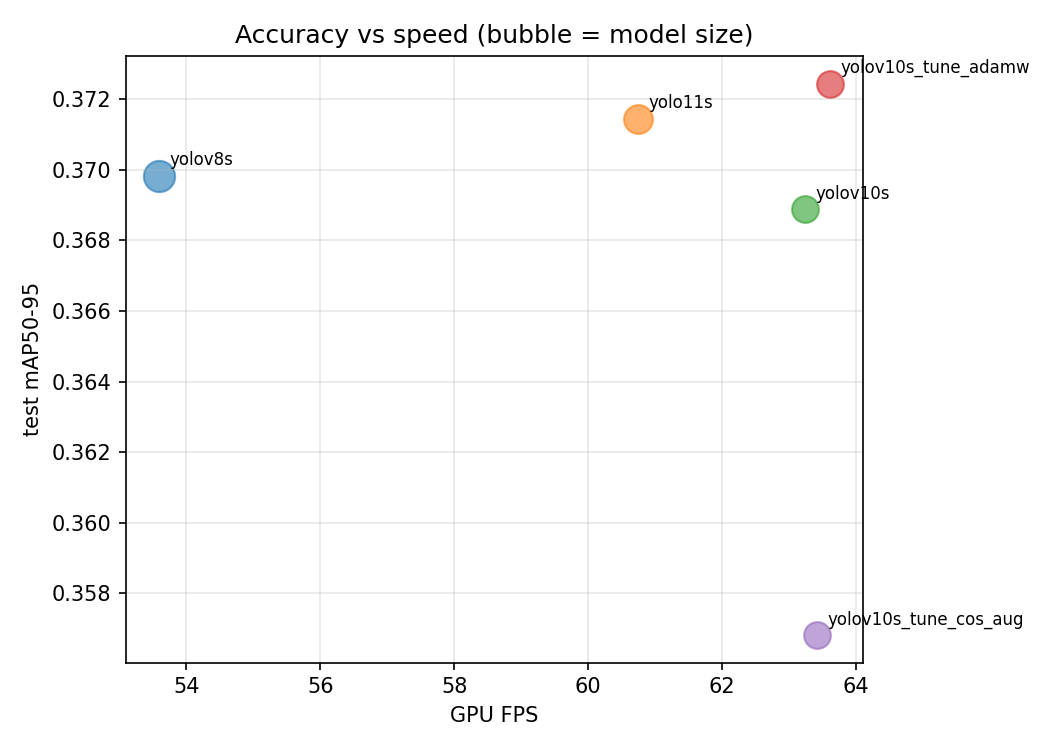 Accuracy vs speed (bubble = model size)
yolov10s_tune_adamw
yolo11s
yolov8s
yolov10s
yolov10s_tune_cos_aug
0.372
0.370
0.368
0.366
0.364
0.362
0.360
0.358
test mAP50-95
54 56 58 60 62 64
GPU FPS